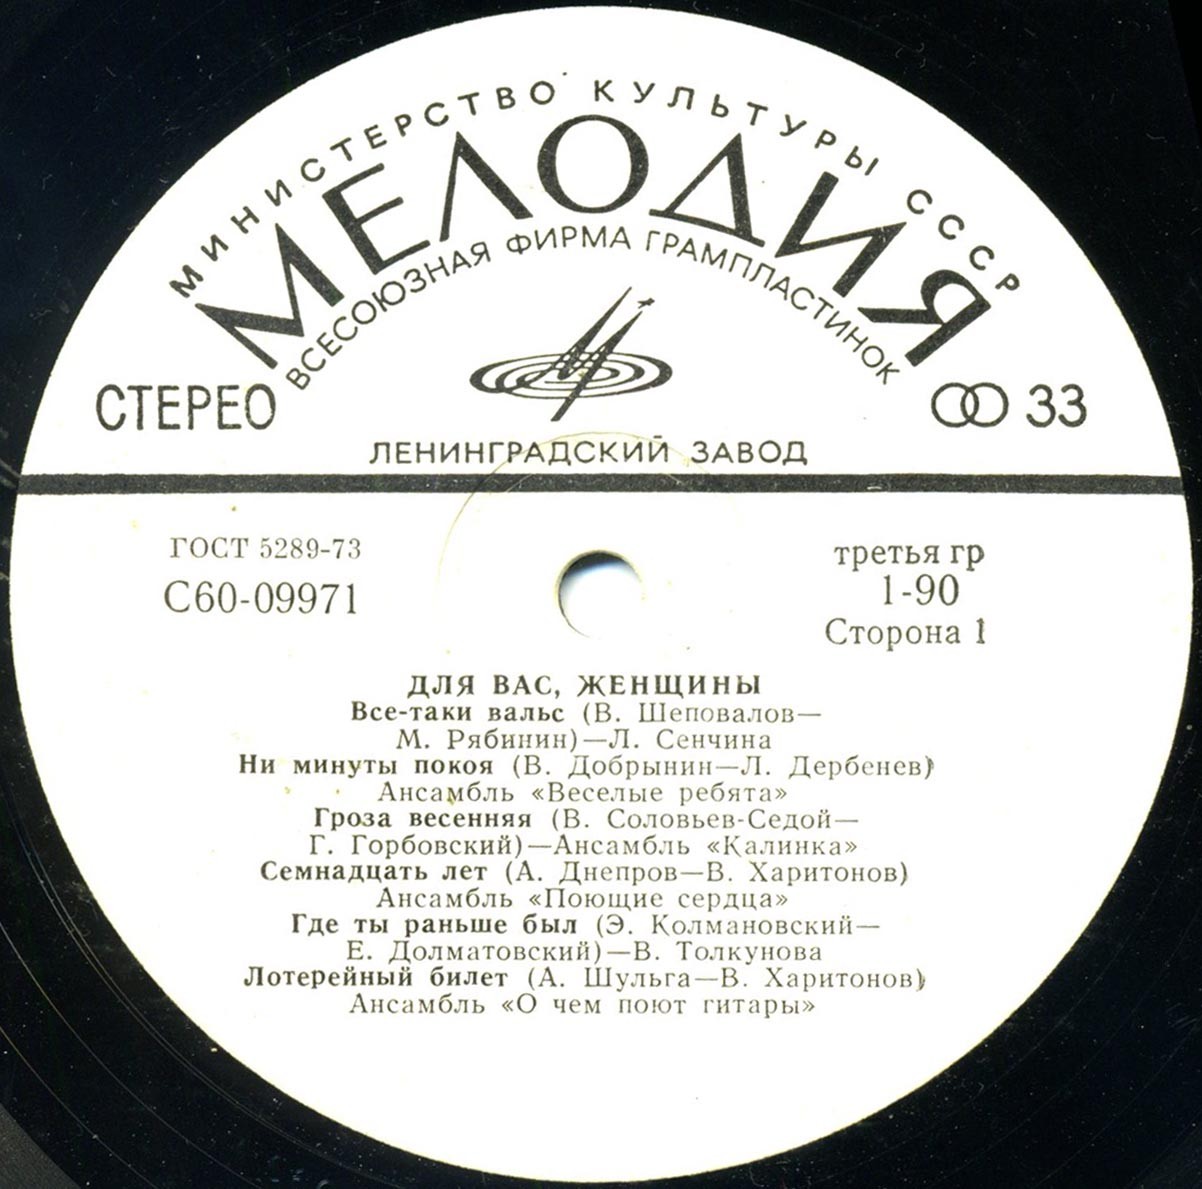 МИНИСТЕРСТВО КУЛЬТУРЫ СССР
МЕЛОДИЯ
ВСЕСОЮЗНАЯ ФИРМА ГРАМПЛАСТИНОК
СТЕРЕО
33
ЛЕНИНГРАДСКИЙ ЗАВОД
ГОСТ 5289-73
С60-09971
третья гр
1-90
Сторона 1
ДЛЯ ВАС, ЖЕНЩИНЫ
Все-таки вальс (В. Шеповалов—
М. Рябинин)—Л. Сенчина
Ни минуты покоя (В. Добрынин—Л. Дербенев)
Ансамбль «Веселые ребята»
Гроза весенняя (В. Соловьев-Седой—
Г. Горбовский)—Ансамбль «Калинка»
Семнадцать лет (А. Днепров—В. Харитонов)
Ансамбль «Поющие сердца»
Где ты раньше был (Э. Колмановский—
Е. Долматовский)—В. Толкунова
Лотерейный билет (А. Шульга—В. Харитонов)
Ансамбль «О чем поют гитары»